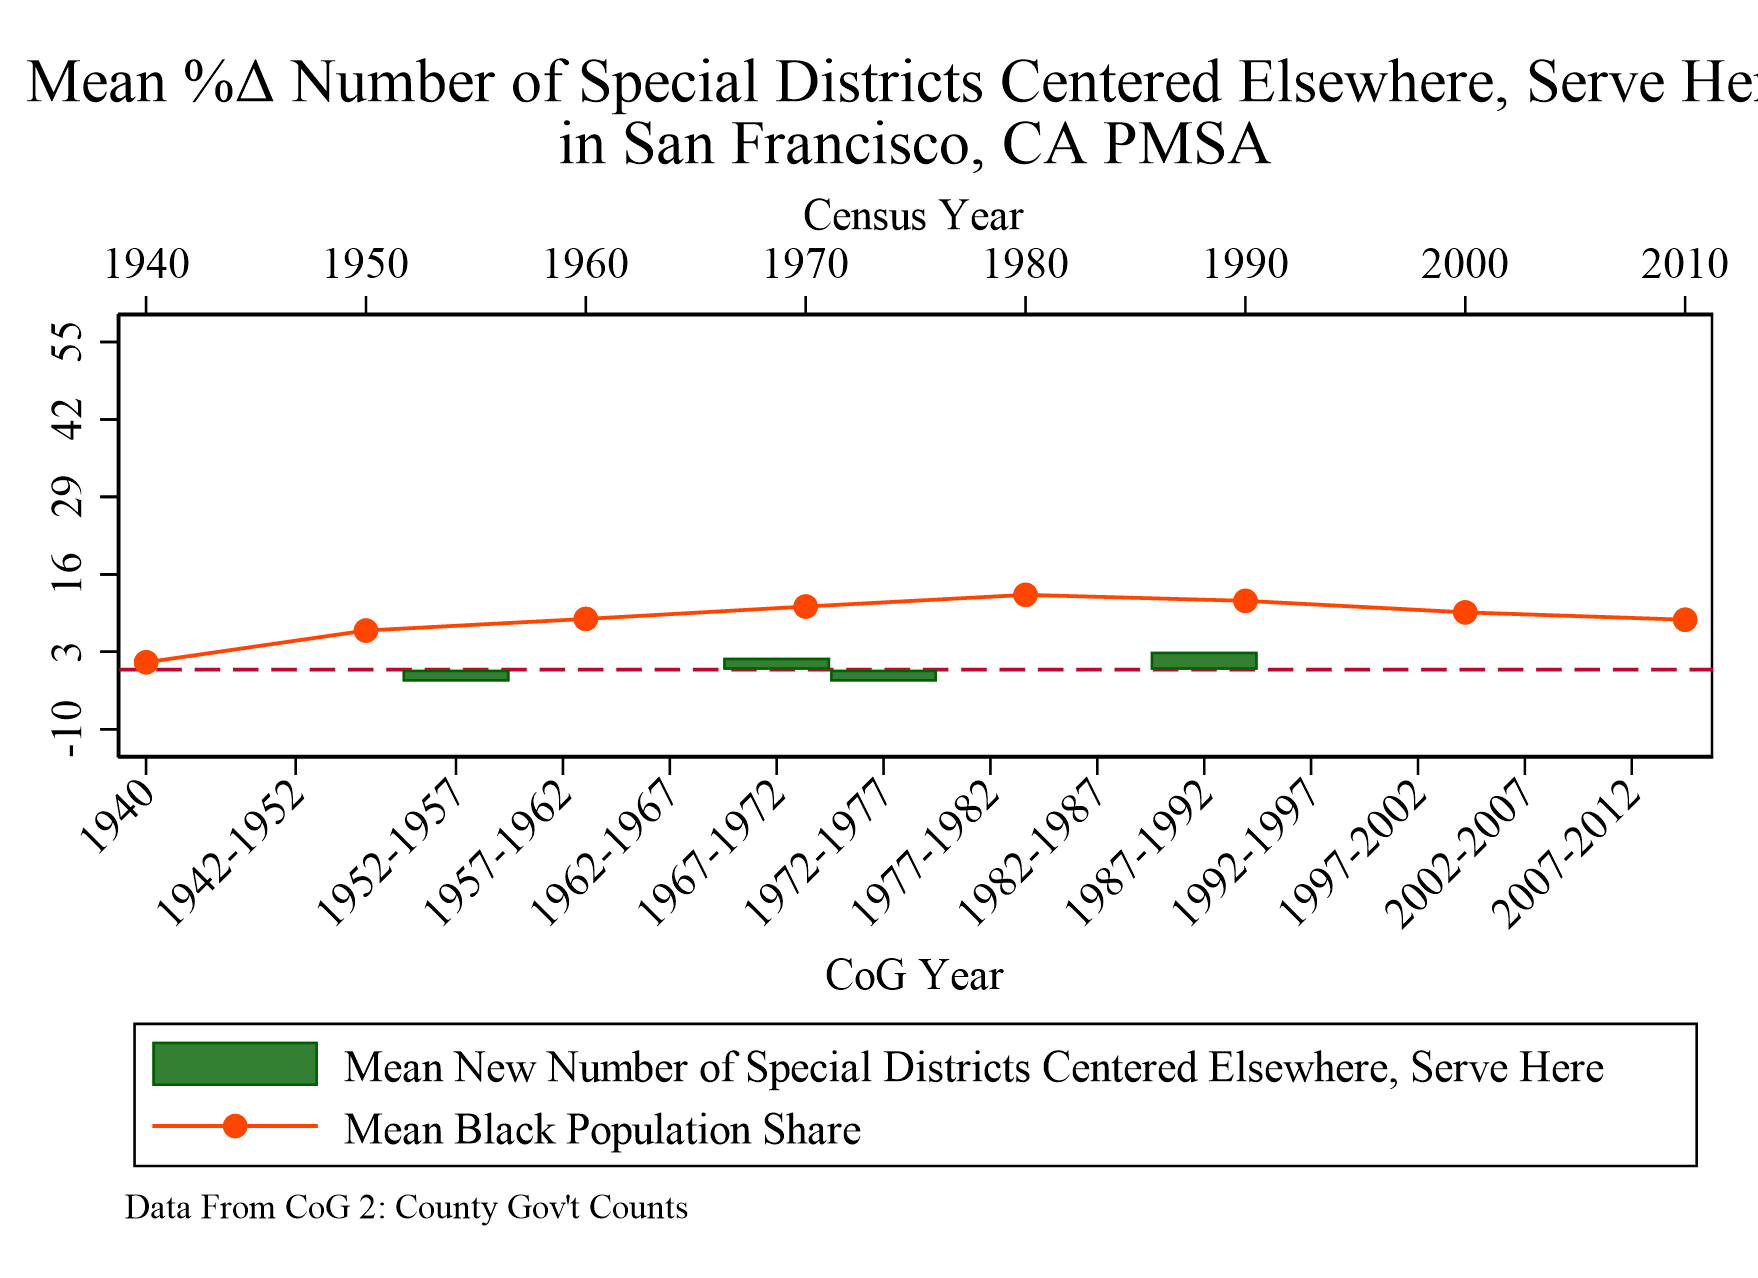 Mean %Δ Number of Special Districts Centered Elsewhere, Serve
in San Francisco, CA PMSA
Census Year
1940 1950 1960 1970 1980 1990 2000 2010
55
42
29
16
3
-10
1940 1942-1952 1952-1957 1957-1962 1962-1967 1967-1972 1972-1977 1977-1982 1982-1987 1987-1992 1992-1997 1997-2002 2002-2007 2007-2012
CoG Year
Mean New Number of Special Districts Centered Elsewhere, Serve Here
Mean Black Population Share
Data From CoG 2: County Gov't Counts